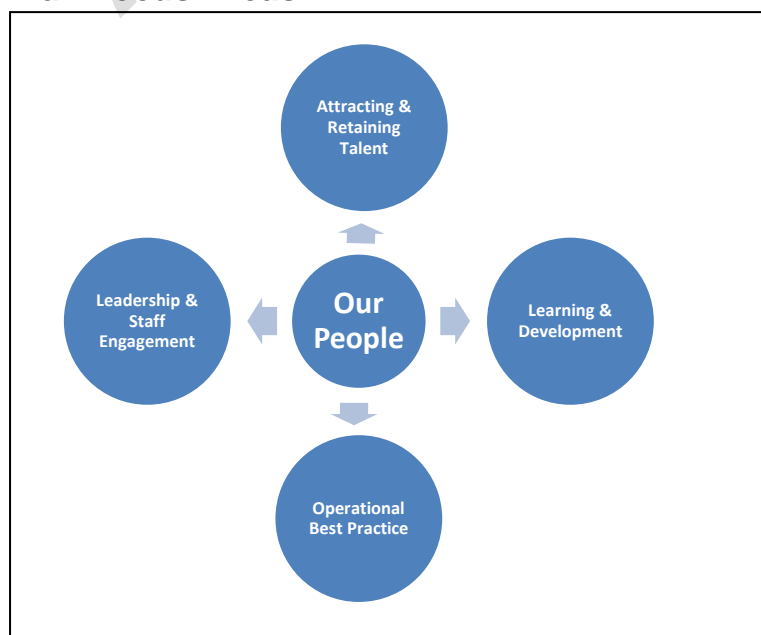 Attracting &
Retaining
Talent
Leadership &
Staff
Engagement
Our
People
Learning &
Development
Operational
Best Practice